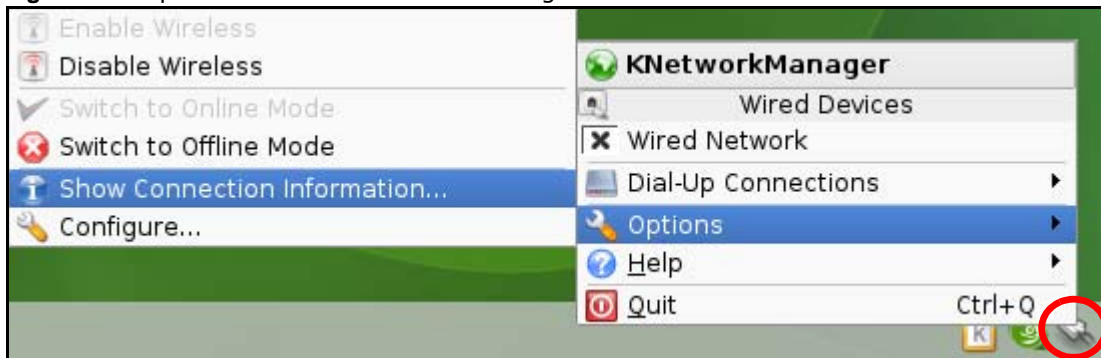 Enable Wireless
Disable Wireless
Switch to Online Mode
Switch to Offline Mode
Show Connection Information...
Configure...
KNetworkManager
Wired Devices
Wired Network
Dial-Up Connections
Options
Help
Quit Ctrl+Q
K